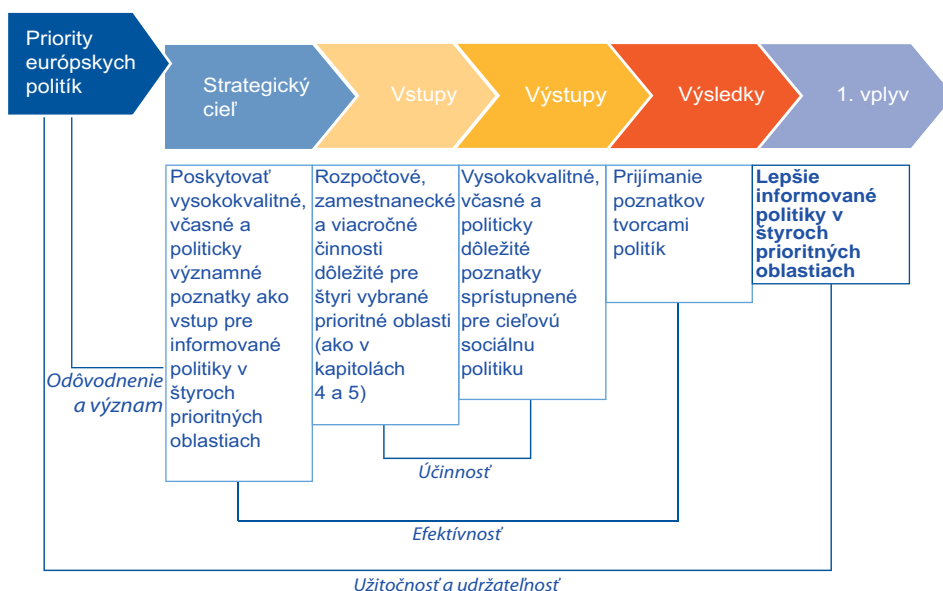 Priority
európskych
politík
Strategický
cieľ
Vstupy
Výstupy
Výsledky
1. vplyv
Poskytovať
vysokokvalitné,
včasné a
politicky
významné
poznatky ako
vstup pre
informované
politiky v
štyroch
prioritných
oblastiach
Rozpočtové,
zamestnanecké
a viacročné
činnosti
dôležité pre
štyri vybrané
prioritné oblasti
(ako v
kapitolách
4 a 5)
Vysokokvalitné,
včasné a
politicky
dôležité
poznatky
sprístupnené
pre cieľovú
sociálnu
politiku
Prijímanie
poznatkov
tvorcami
politík
Lepšie
informované
politiky v
štyroch
prioritných
oblastiach
Odôvodnenie
a význam
Účinnosť
Efektívnosť
Užitočnosť a udržateľnosť